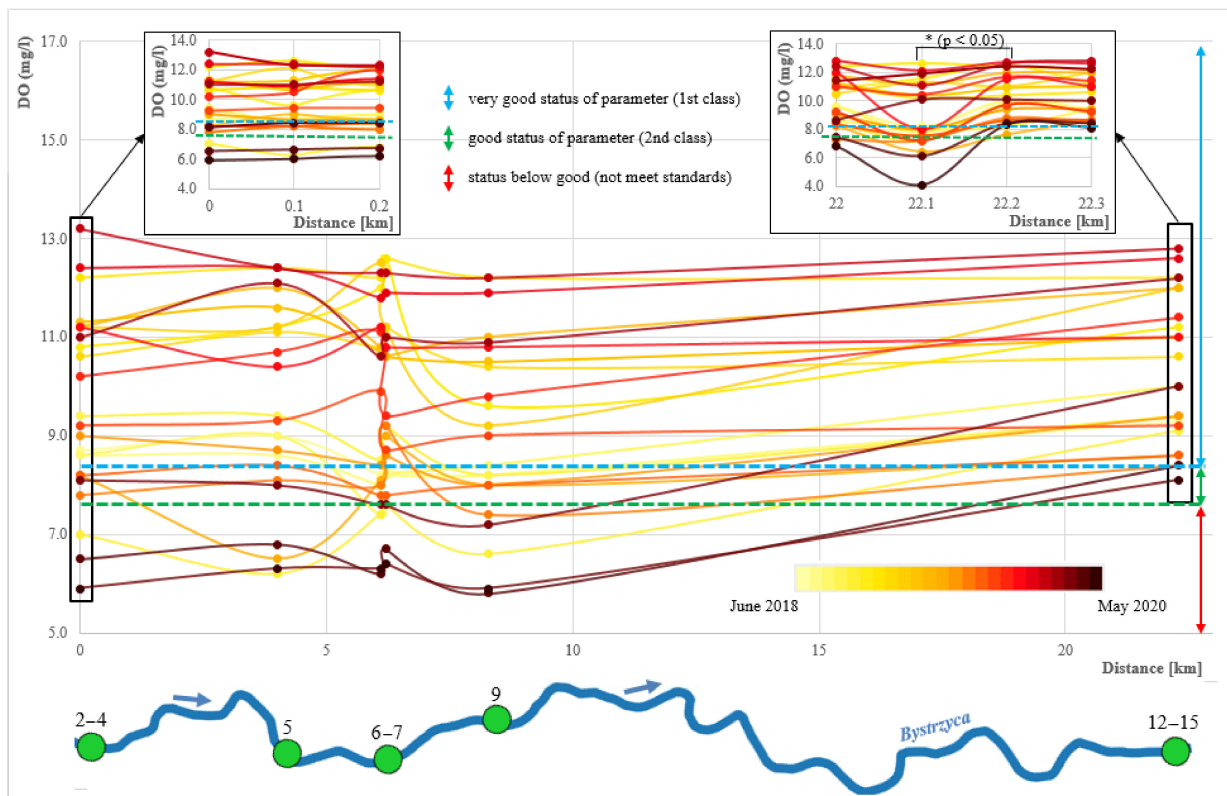 DO (mg/l)
17.0
15.0
13.0
11.0
9.0
7.0
5.0
DO (mg/l)
14.0
12.0
10.0
8.0
6.0
4.0
0
0.1
0.2
Distance [km]
very good status of parameter (1st class)
good status of parameter (2nd class)
status below good (not meet standards)
* (p < 0.05)
DO (mg/l)
14.0
12.0
10.0
8.0
6.0
4.0
22
22.1
22.2
22.3
Distance [km]
June 2018
May 2020
0
5
10
15
20
Distance [km]
2–4
5
6–7
9
Bystrzyca
12–15